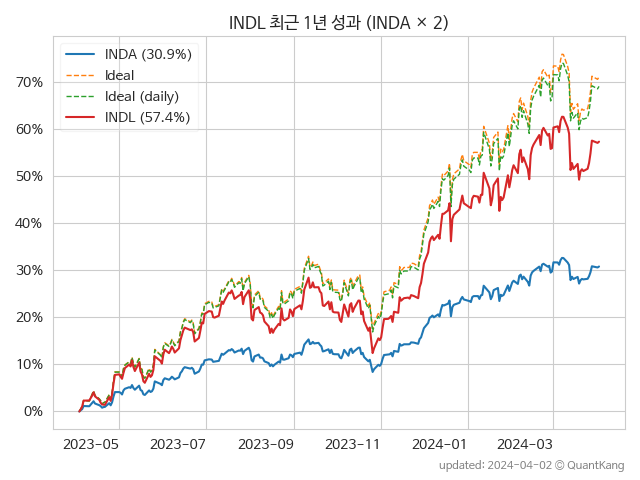 INDL 최근 1년 성과 (INDA × 2)
INDA (30.9%)
Ideal
Ideal (daily)
INDL (57.4%)
70%
60%
50%
40%
30%
20%
10%
0%
2023-05 2023-07 2023-09 2023-11 2024-01 2024-03
updated: 2024-04-02 © QuantKang